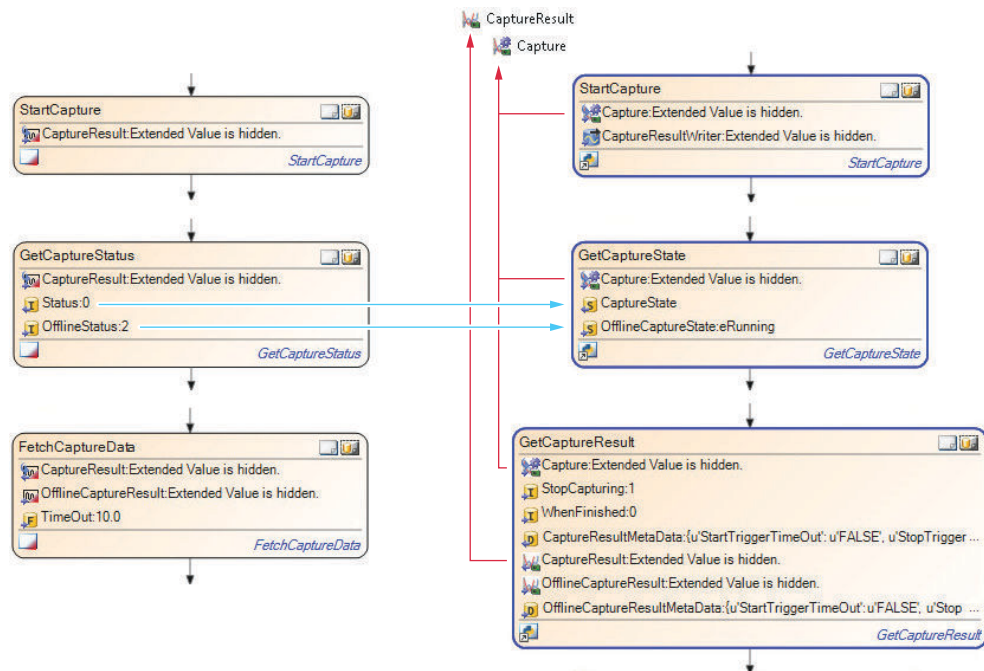 CaptureResult
Capture
StartCapture
CaptureResult:Extended Value is hidden.
StartCapture
GetCaptureStatus
CaptureResult:Extended Value is hidden.
Status:0
OfflineStatus:2
GetCaptureStatus
FetchCaptureData
CaptureResult:Extended Value is hidden.
OfflineCaptureResult:Extended Value is hidden.
TimeOut:10.0
FetchCaptureData
StartCapture
Capture:Extended Value is hidden.
CaptureResultWriter:Extended Value is hidden.
StartCapture
GetCaptureState
Capture:Extended Value is hidden.
CaptureState
OfflineCaptureState:eRunning
GetCaptureState
GetCaptureResult
Capture:Extended Value is hidden.
StopCapturing:1
WhenFinished:0
CaptureResultMetaData:{u'StartTriggerTimeOut': u'FALSE', u'StopTrigger ...
CaptureResult:Extended Value is hidden.
OfflineCaptureResult:Extended Value is hidden.
OfflineCaptureResultMetaData:{u'StartTriggerTimeOut': u'FALSE', u'Stop ...
GetCaptureResult